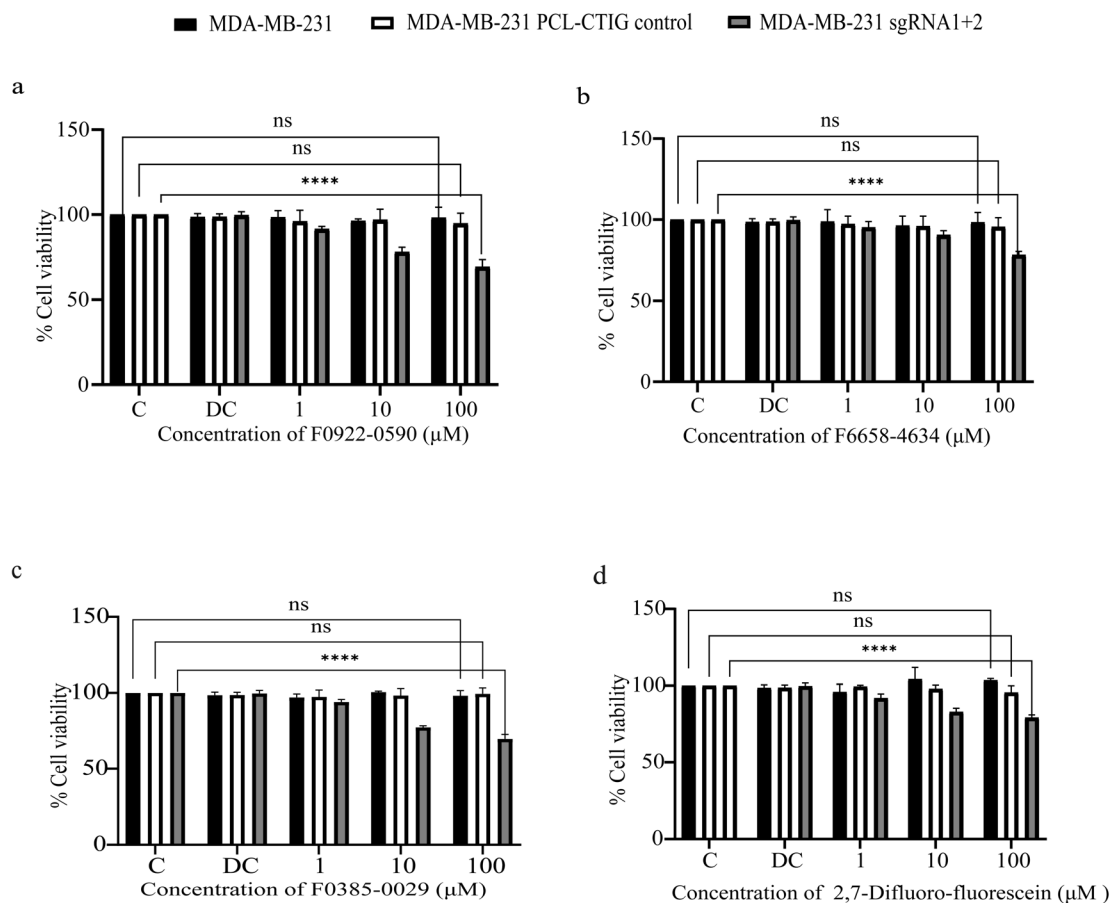 MDA-MB-231 MDA-MB-231 PCL-CTIG control MDA-MB-231 sgRNA1+2
a
ns
ns
****
150
100
50
0
% Cell viability
C DC 1 10 100
Concentration of F0922-0590 (μM)
b
ns
ns
****
150
100
50
0
% Cell viability
C DC 1 10 100
Concentration of F6658-4634 (μM)
c
ns
ns
****
150
100
50
0
% Cell viability
C DC 1 10 100
Concentration of F0385-0029 (μM)
d
ns
ns
****
150
100
50
0
% Cell viability
C DC 1 10 100
Concentration of 2,7-Difluoro-fluorescein (μM )